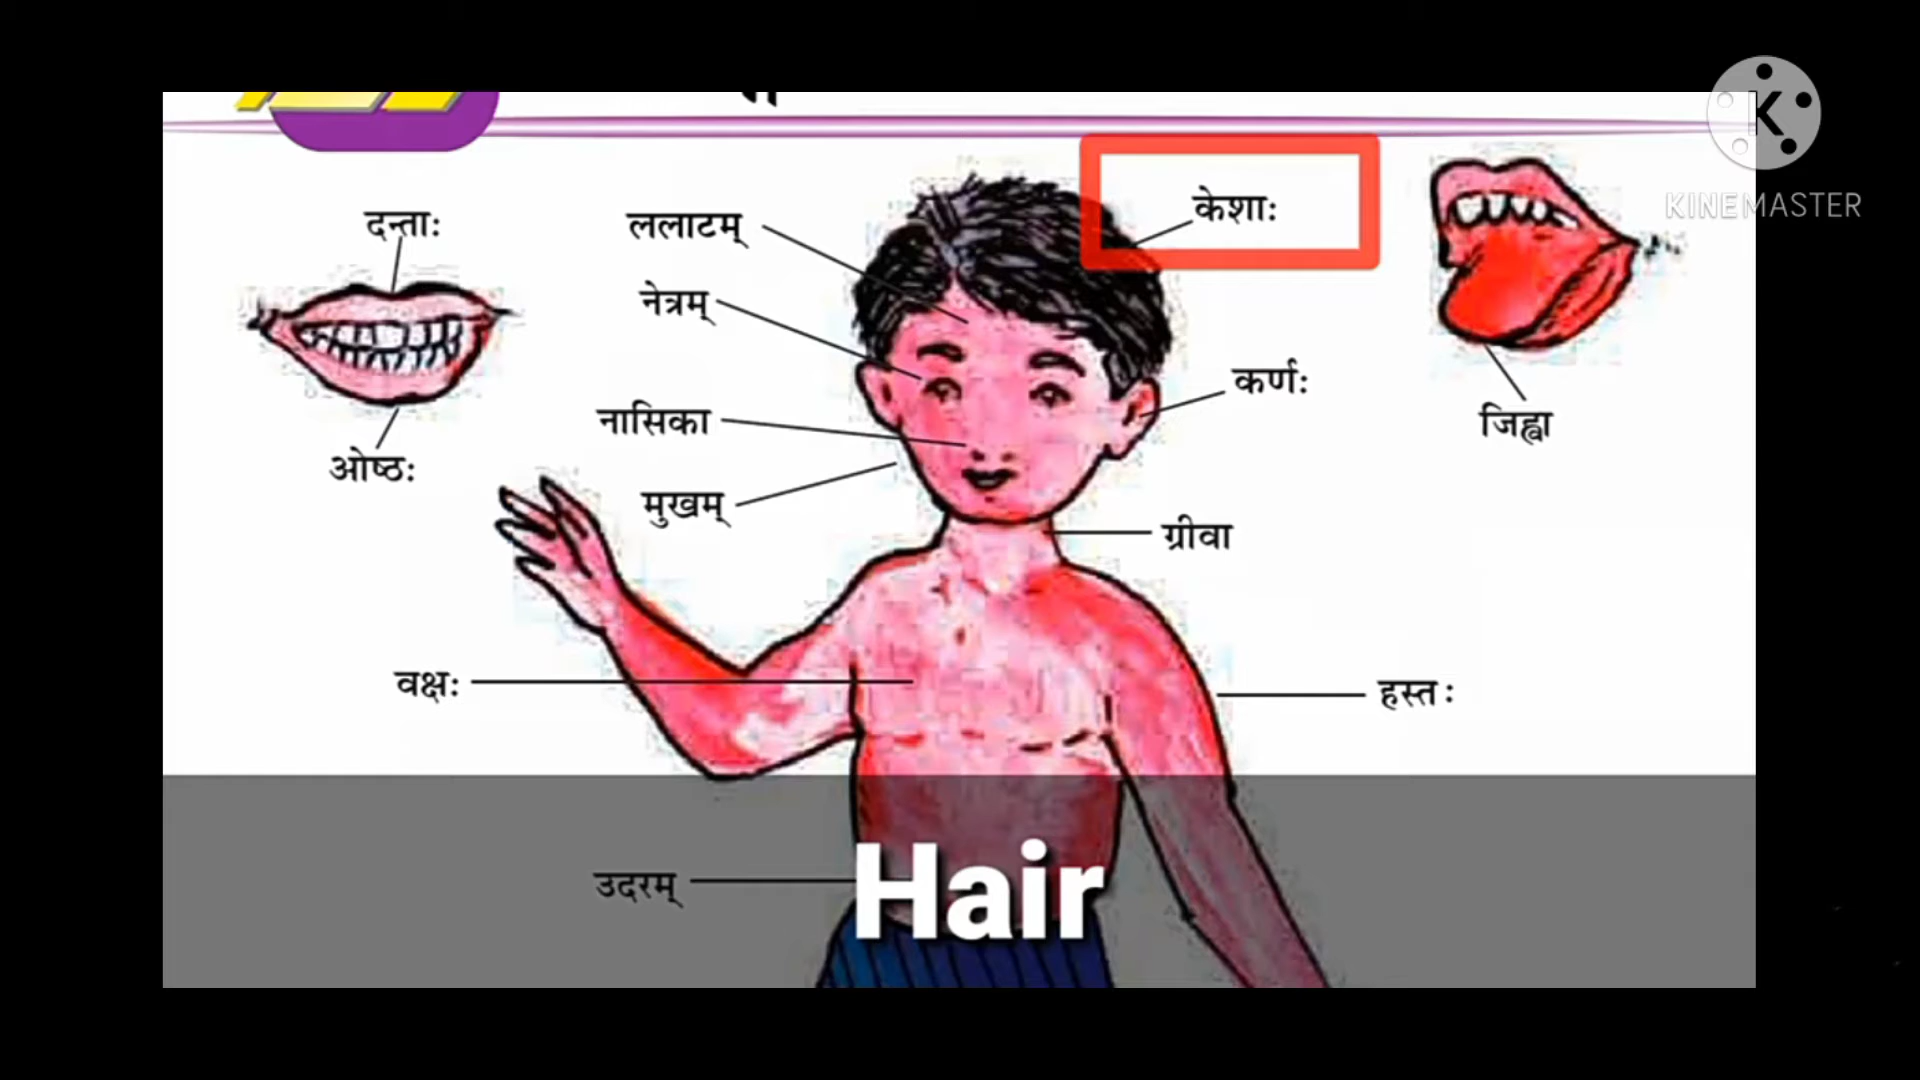 KINEMASTER
केशाः
दन्ताः
ललाटम्
नेत्रम्
कर्णः
नासिका
जिह्वा
ओष्ठः
मुखम्
ग्रीवा
वक्षः
हस्तः
उदरम्
Hair